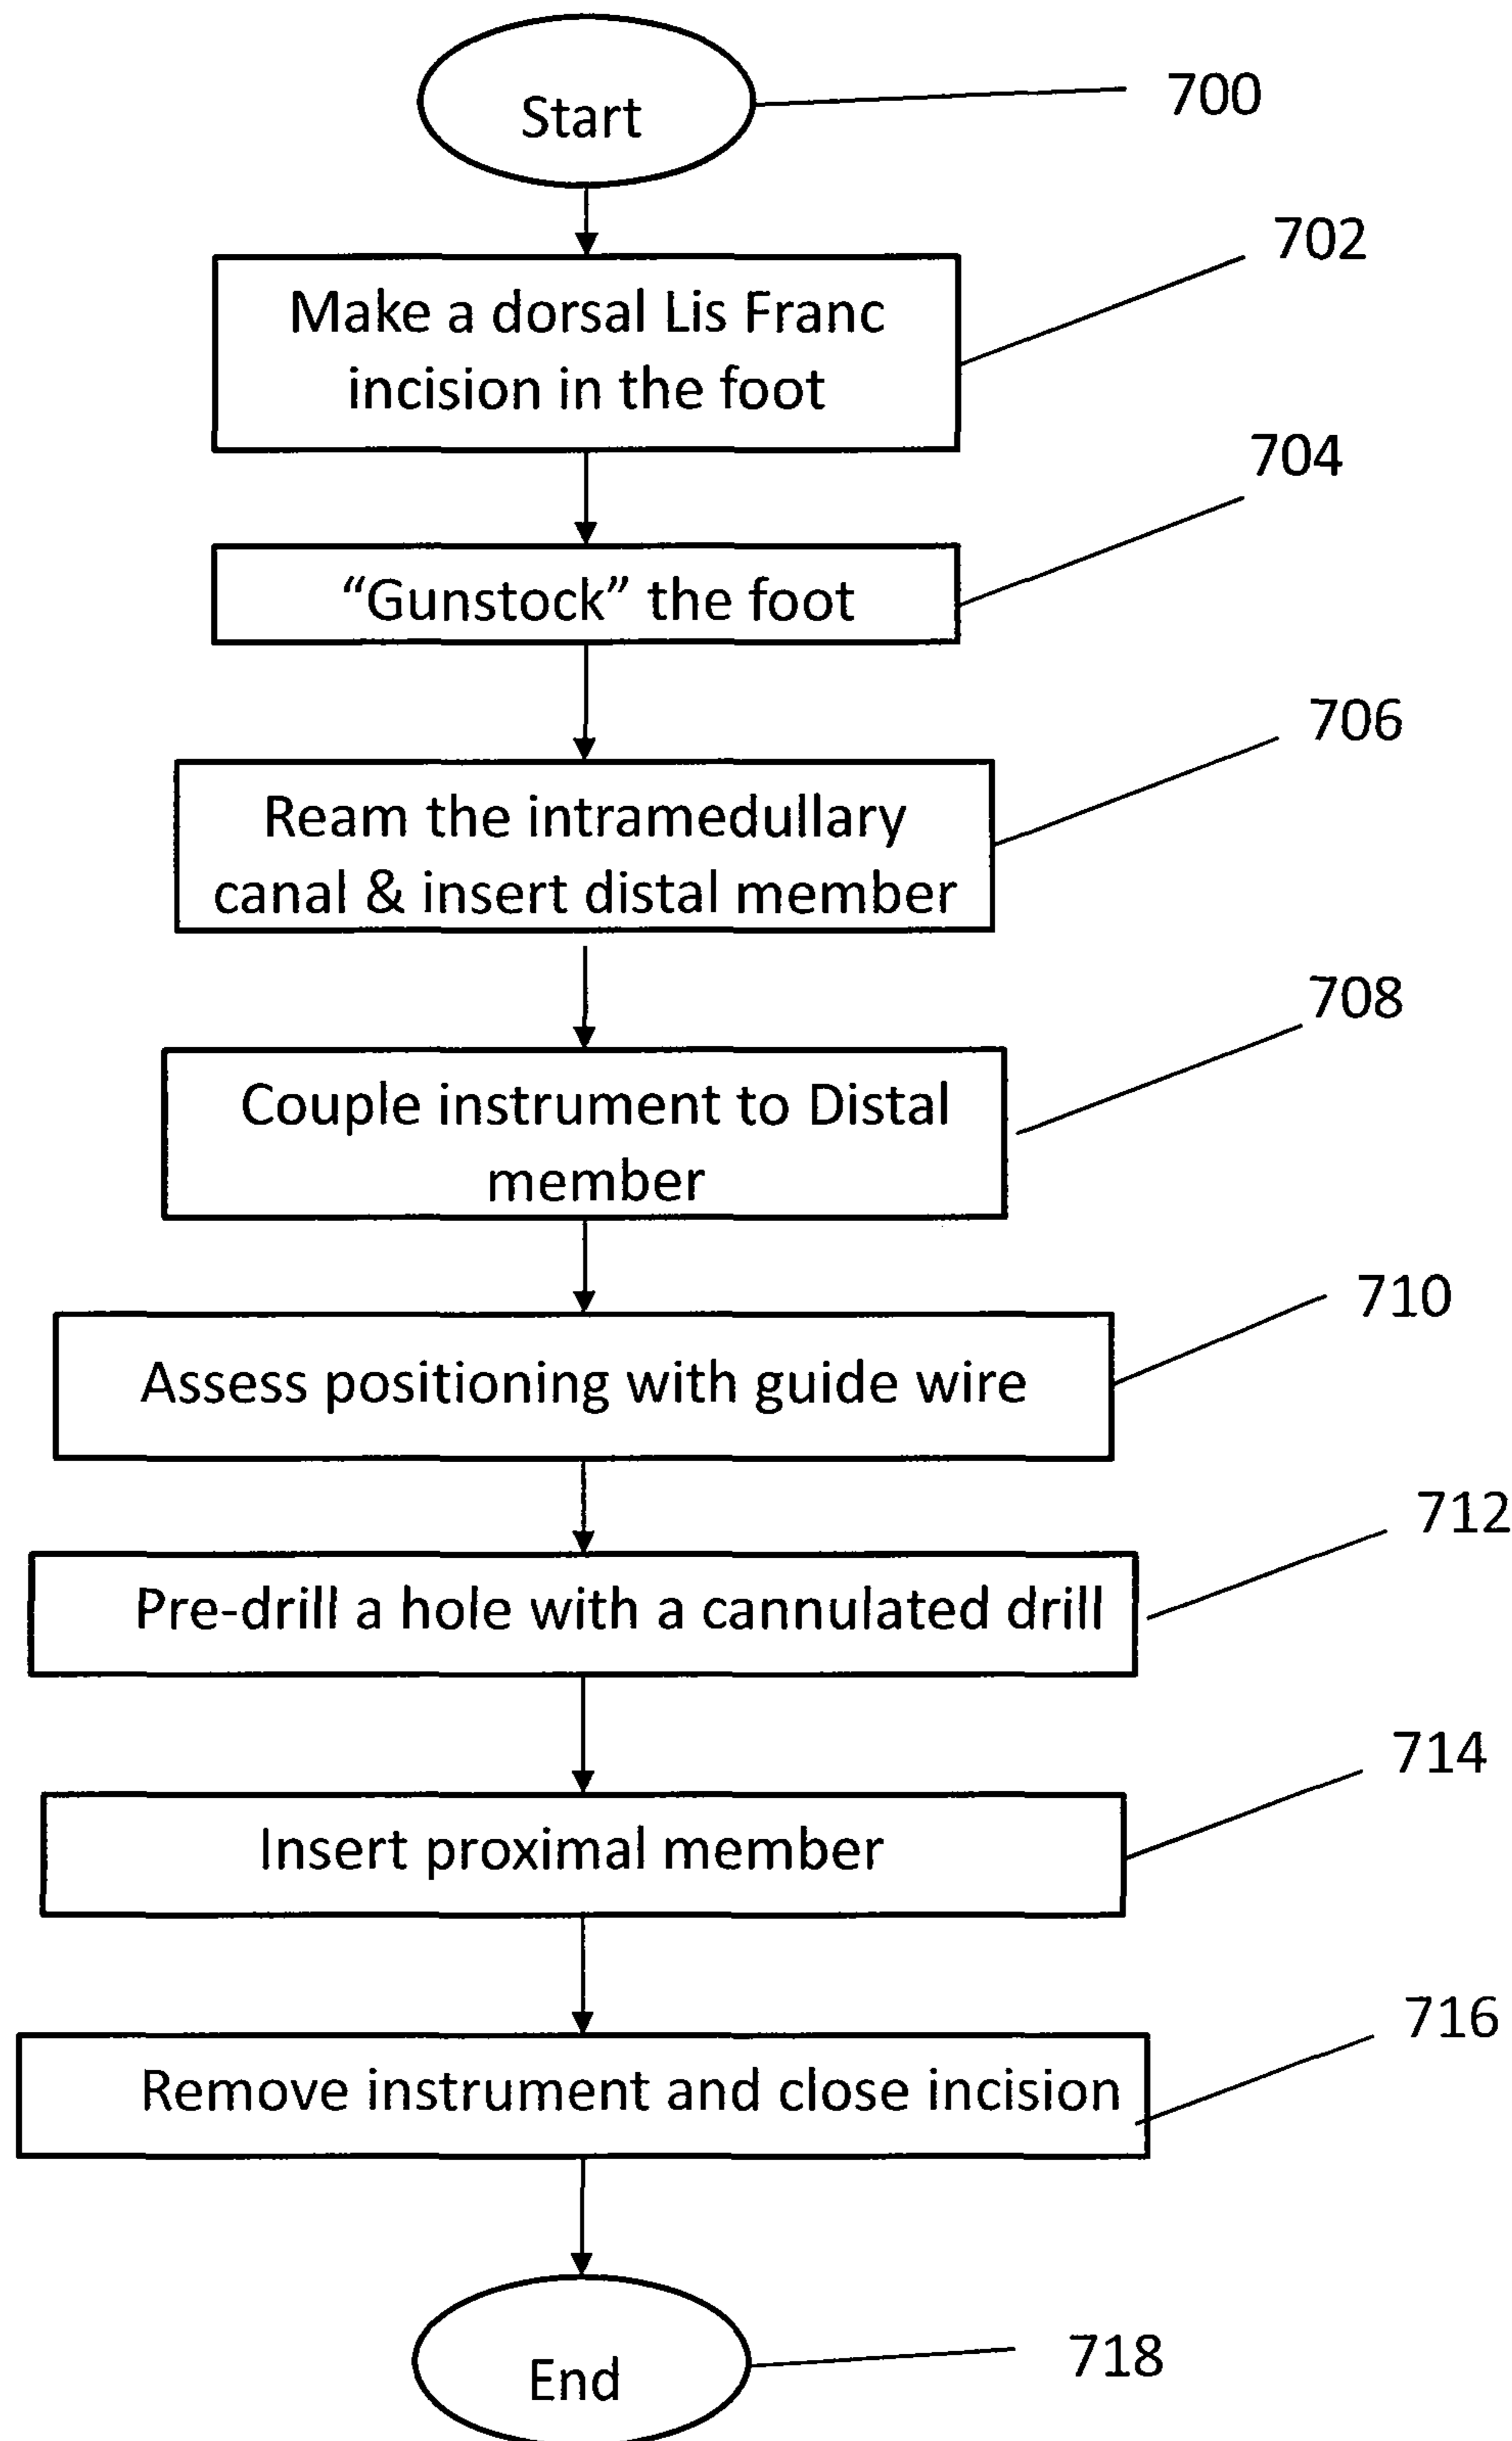 Start
700
702
Make a dorsal Lis Franc
incision in the foot
704
“Gunstock” the foot
706
Ream the intramedullary
canal & insert distal member
708
Couple instrument to Distal
member
710
Assess positioning with guide wire
712
Pre-drill a hole with a cannulated drill
714
Insert proximal member
716
Remove instrument and close incision
718
End